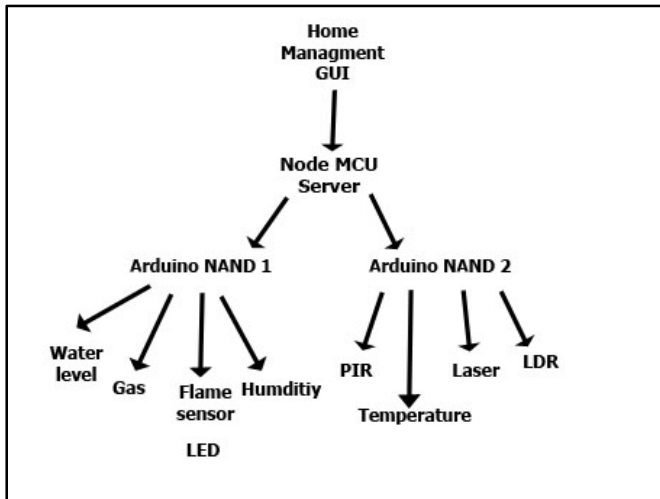 Home
Managment
GUI
Node MCU
Server
Arduino NAND 1
Arduino NAND 2
Water
level
Gas
Flame
sensor
LED
Humditiy
PIR
Temperature
Laser
LDR